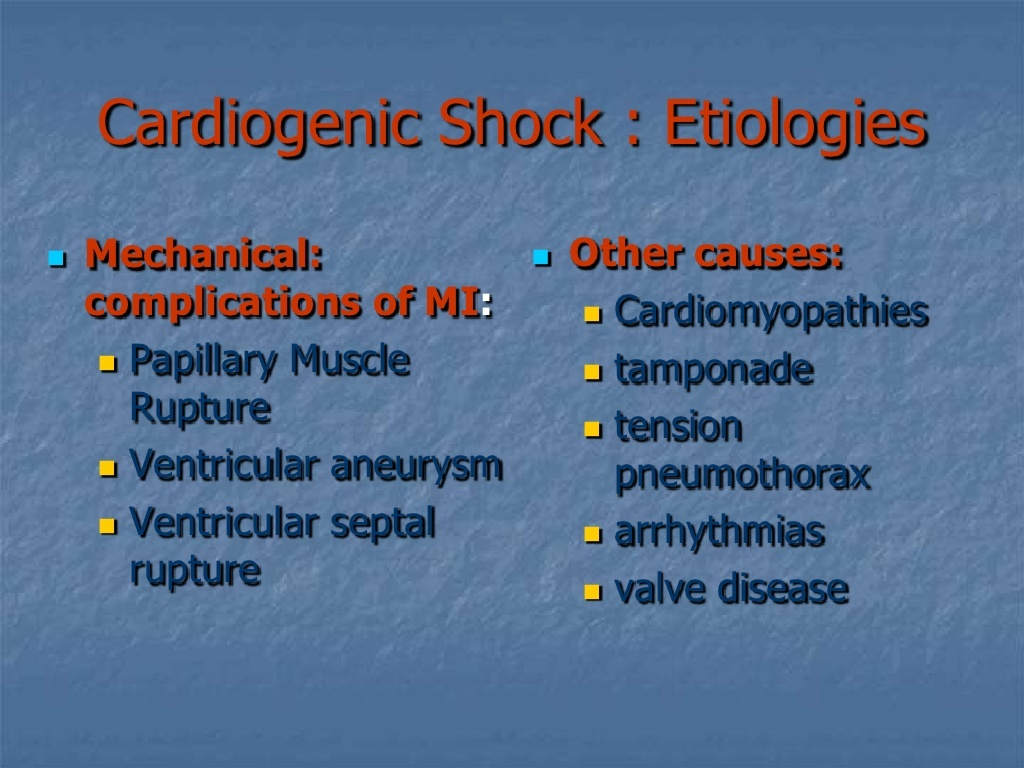 Cardiogenic Shock : Etiologies
Mechanical:
complications of MI:
Papillary Muscle
Rupture
Ventricular aneurysm
Ventricular septal
rupture
Other causes:
Cardiomyopathies
tamponade
tension
pneumothorax
arrhythmias
valve disease